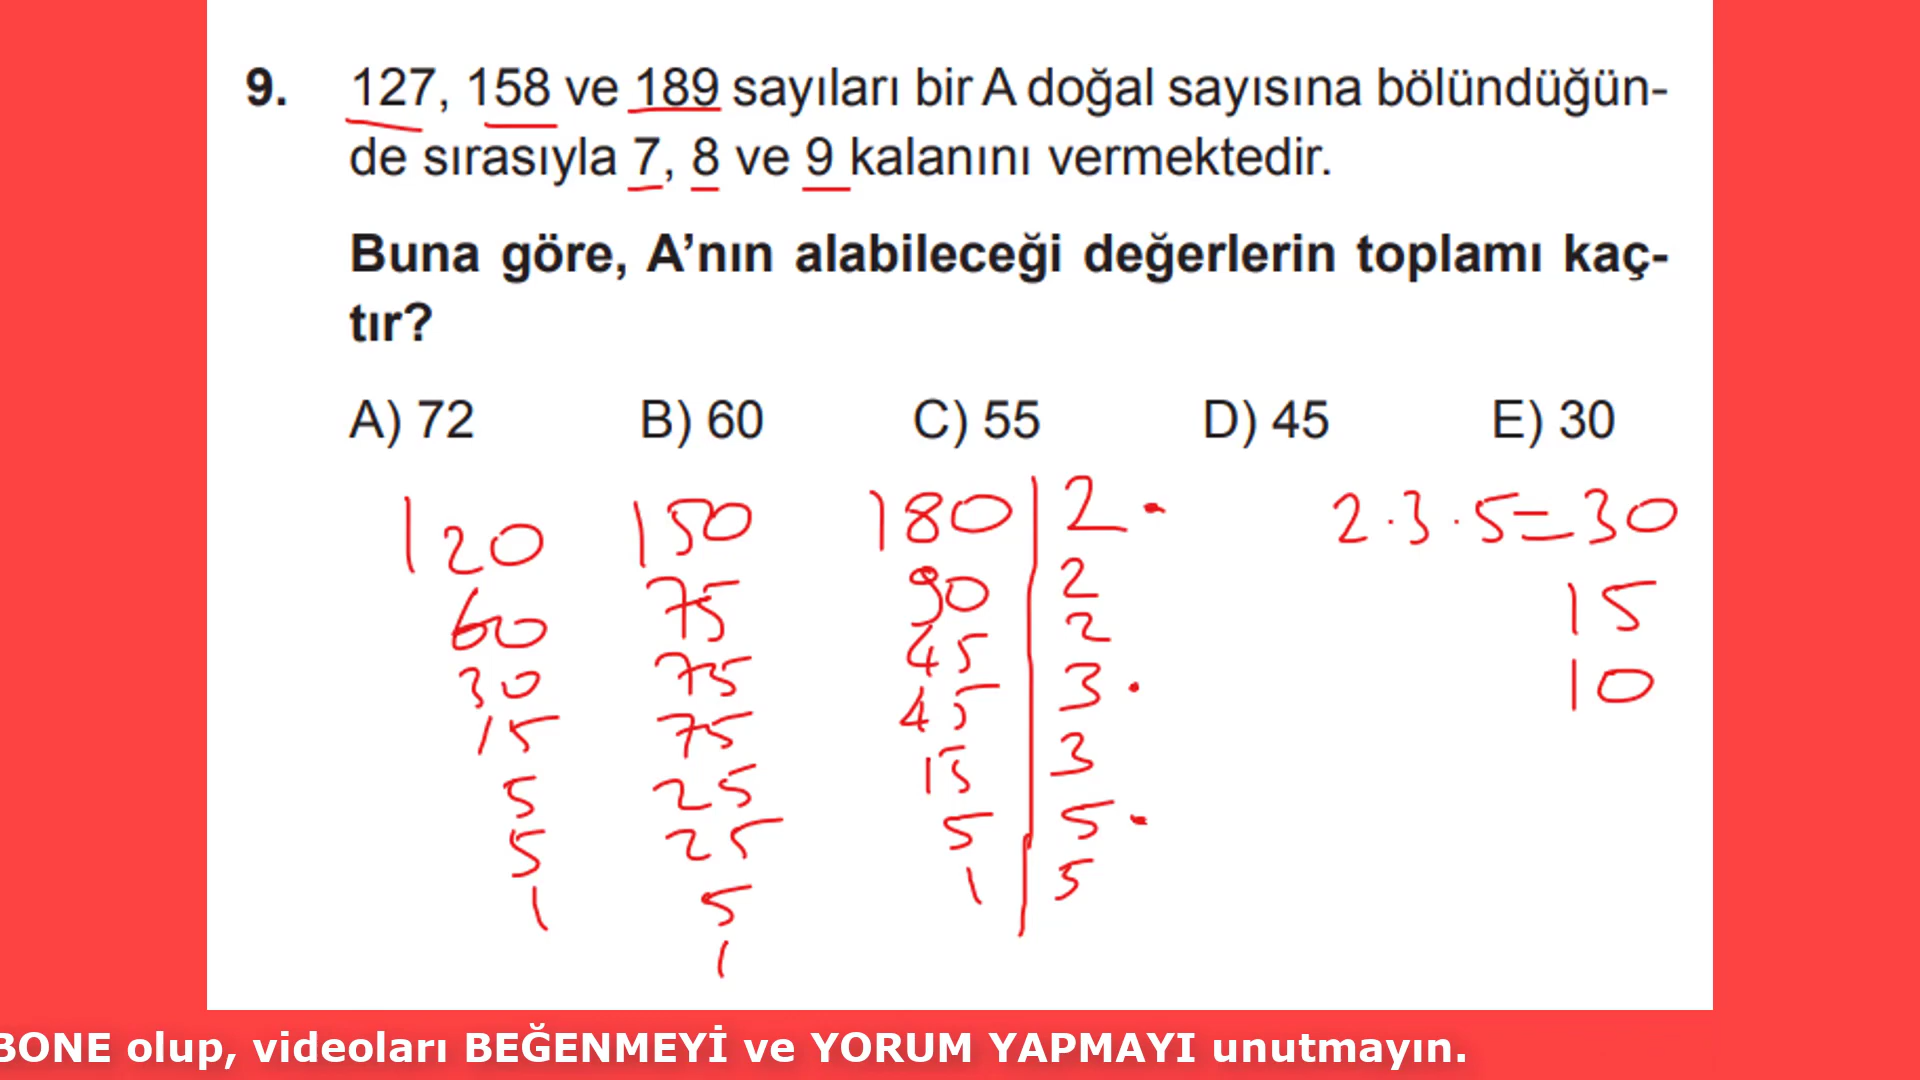 9. 127, 158 ve 189 sayıları bir A doğal sayısına bölündüğün-
de sırasıyla 7, 8 ve 9 kalanını vermektedir.
Buna göre, A’nın alabileceği değerlerin toplamı kaç-
tır?
A) 72 B) 60 C) 55 D) 45 E) 30
120 150 180 2 2·3·5=30
60 75 90 2 15
30 75 45 2 10
15 75 45 3
5 25 15 3
5 25 5 5
1 5 1 5
1
BONE olup, videoları BEĞENMEYİ ve YORUM YAPMAYI unutmayın.